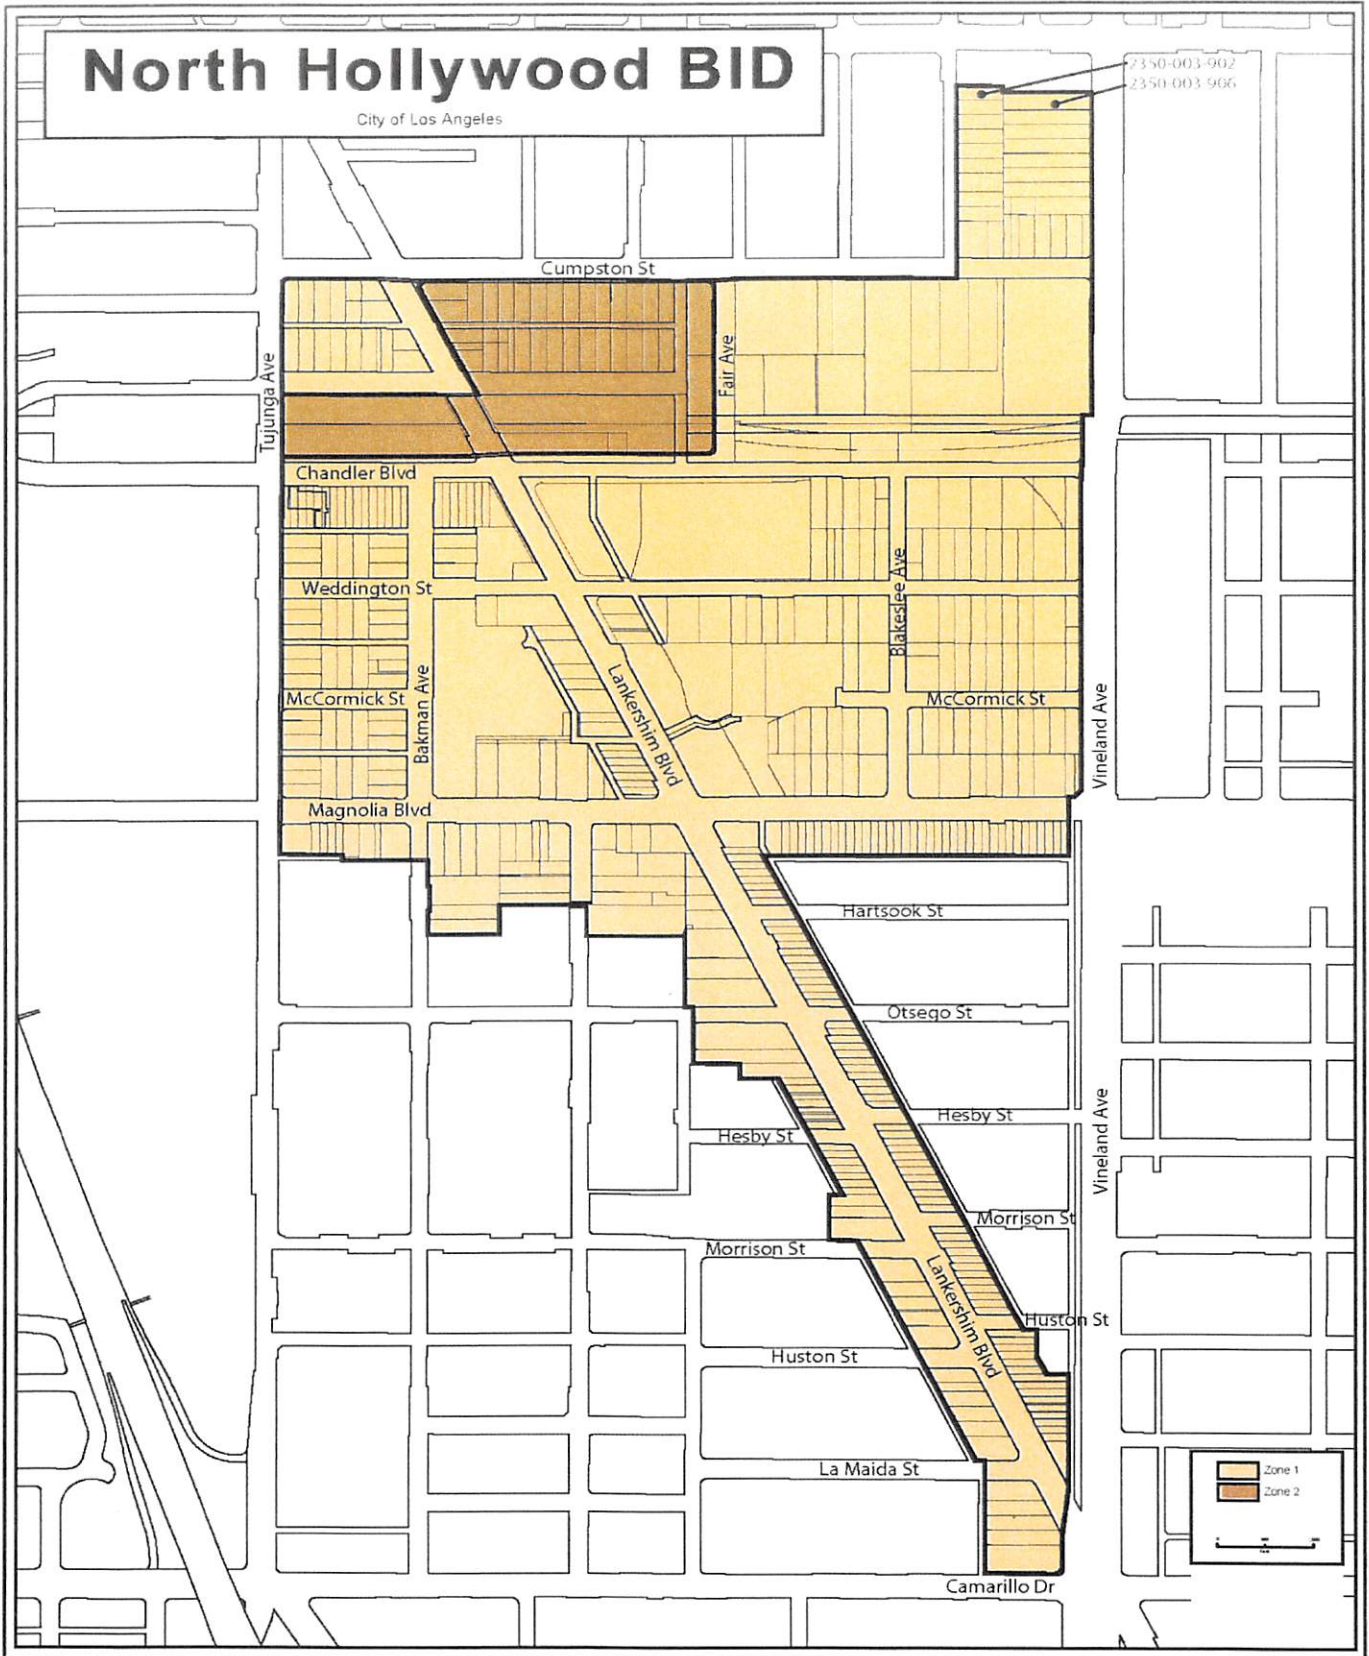 North Hollywood BID
City of Los Angeles
2350-003-902
2350-003-906
Cumpston St
Tujunga Ave
Fair Ave
Chandler Blvd
Weddington St
Blakeslee Ave
McCormick St
Bakman Ave
Lankershim Blvd
McCormick St
Vineland Ave
Magnolia Blvd
Hartsook St
Otsego St
Hesby St
Hesby St
Vineland Ave
Morrison St
Morrison St
Lankershim Blvd
Huston St
Huston St
La Maida St
Zone 1
Zone 2
Camarillo Dr